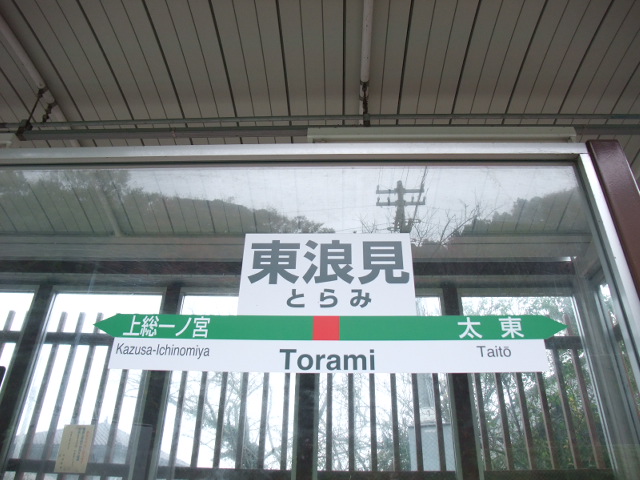 東浪見
とらみ
上総一ノ宮 太東
Kazusa-Ichinomiya Torami Taitō